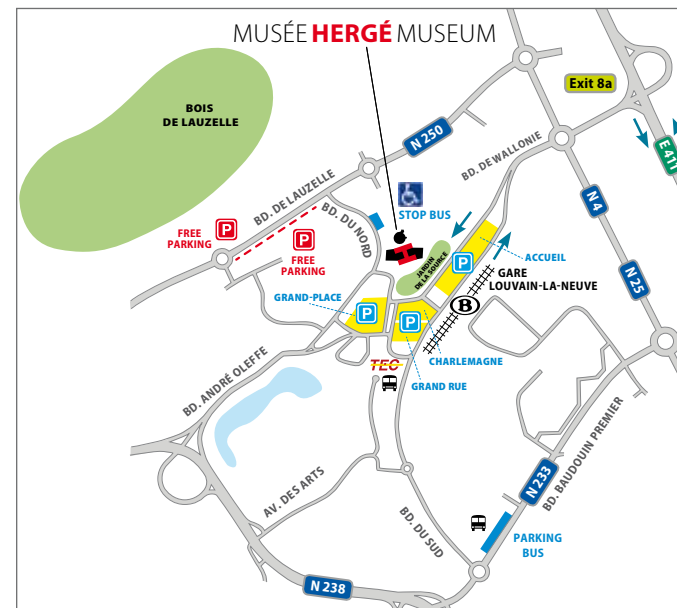 MUSÉE HERGÉ MUSEUM
BOIS
DE LAUZELLE
Exit 8a
N 250
BD. DE WALLONIE
E 411
BD. DE LAUZELLE
STOP BUS
N 4
BD. DU NORD
FREE
PARKING
P
P
FREE
PARKING
JARDIN
DE LA SOURCE
P
ACCUEIL
GARE
LOUVAIN-LA-NEUVE
N 25
GRAND-PLACE
P
P
B
CHARLEMAGNE
TEC
GRAND RUE
BD. ANDRÉ OLEFFE
AV. DES ARTS
BD. DU SUD
N 233
BD. BAUDOUIN PREMIER
PARKING
BUS
N 238